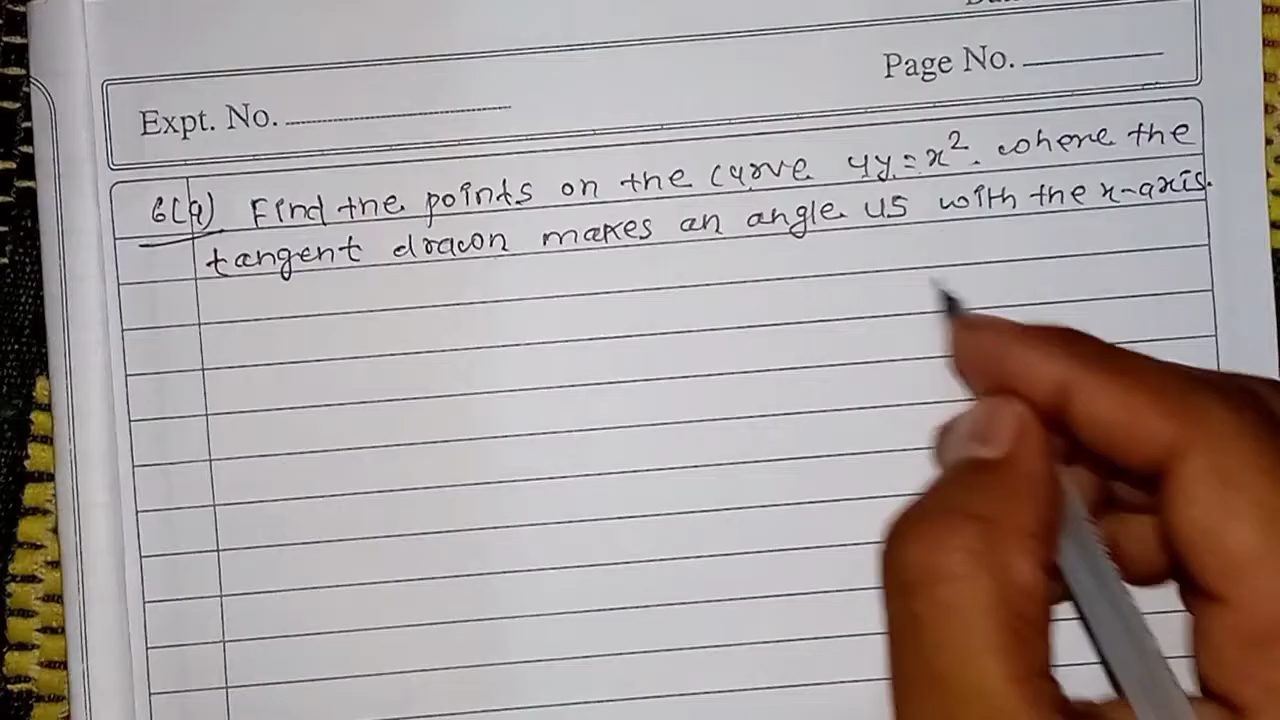 Page No.
Expt. No.
6(a) Find the points on the curve 4y=x². where the
tangent drawn makes an angle 45 with the x-axis.